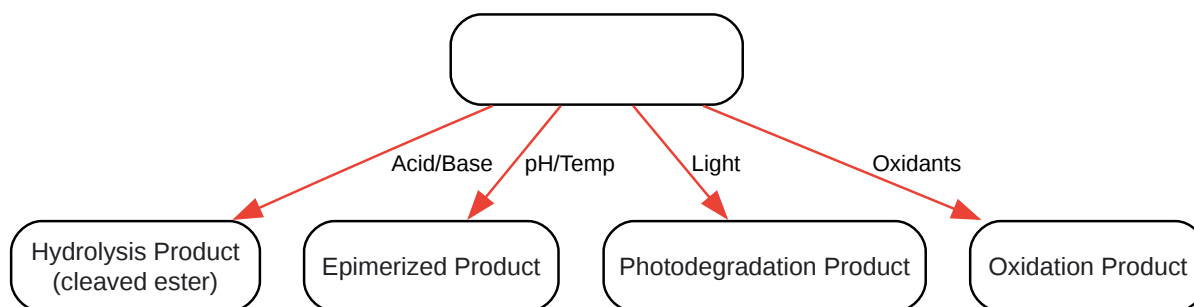 Acid/Base
pH/Temp
Light
Oxidants
Hydrolysis Product
(cleaved ester)
Epimerized Product
Photodegradation Product
Oxidation Product